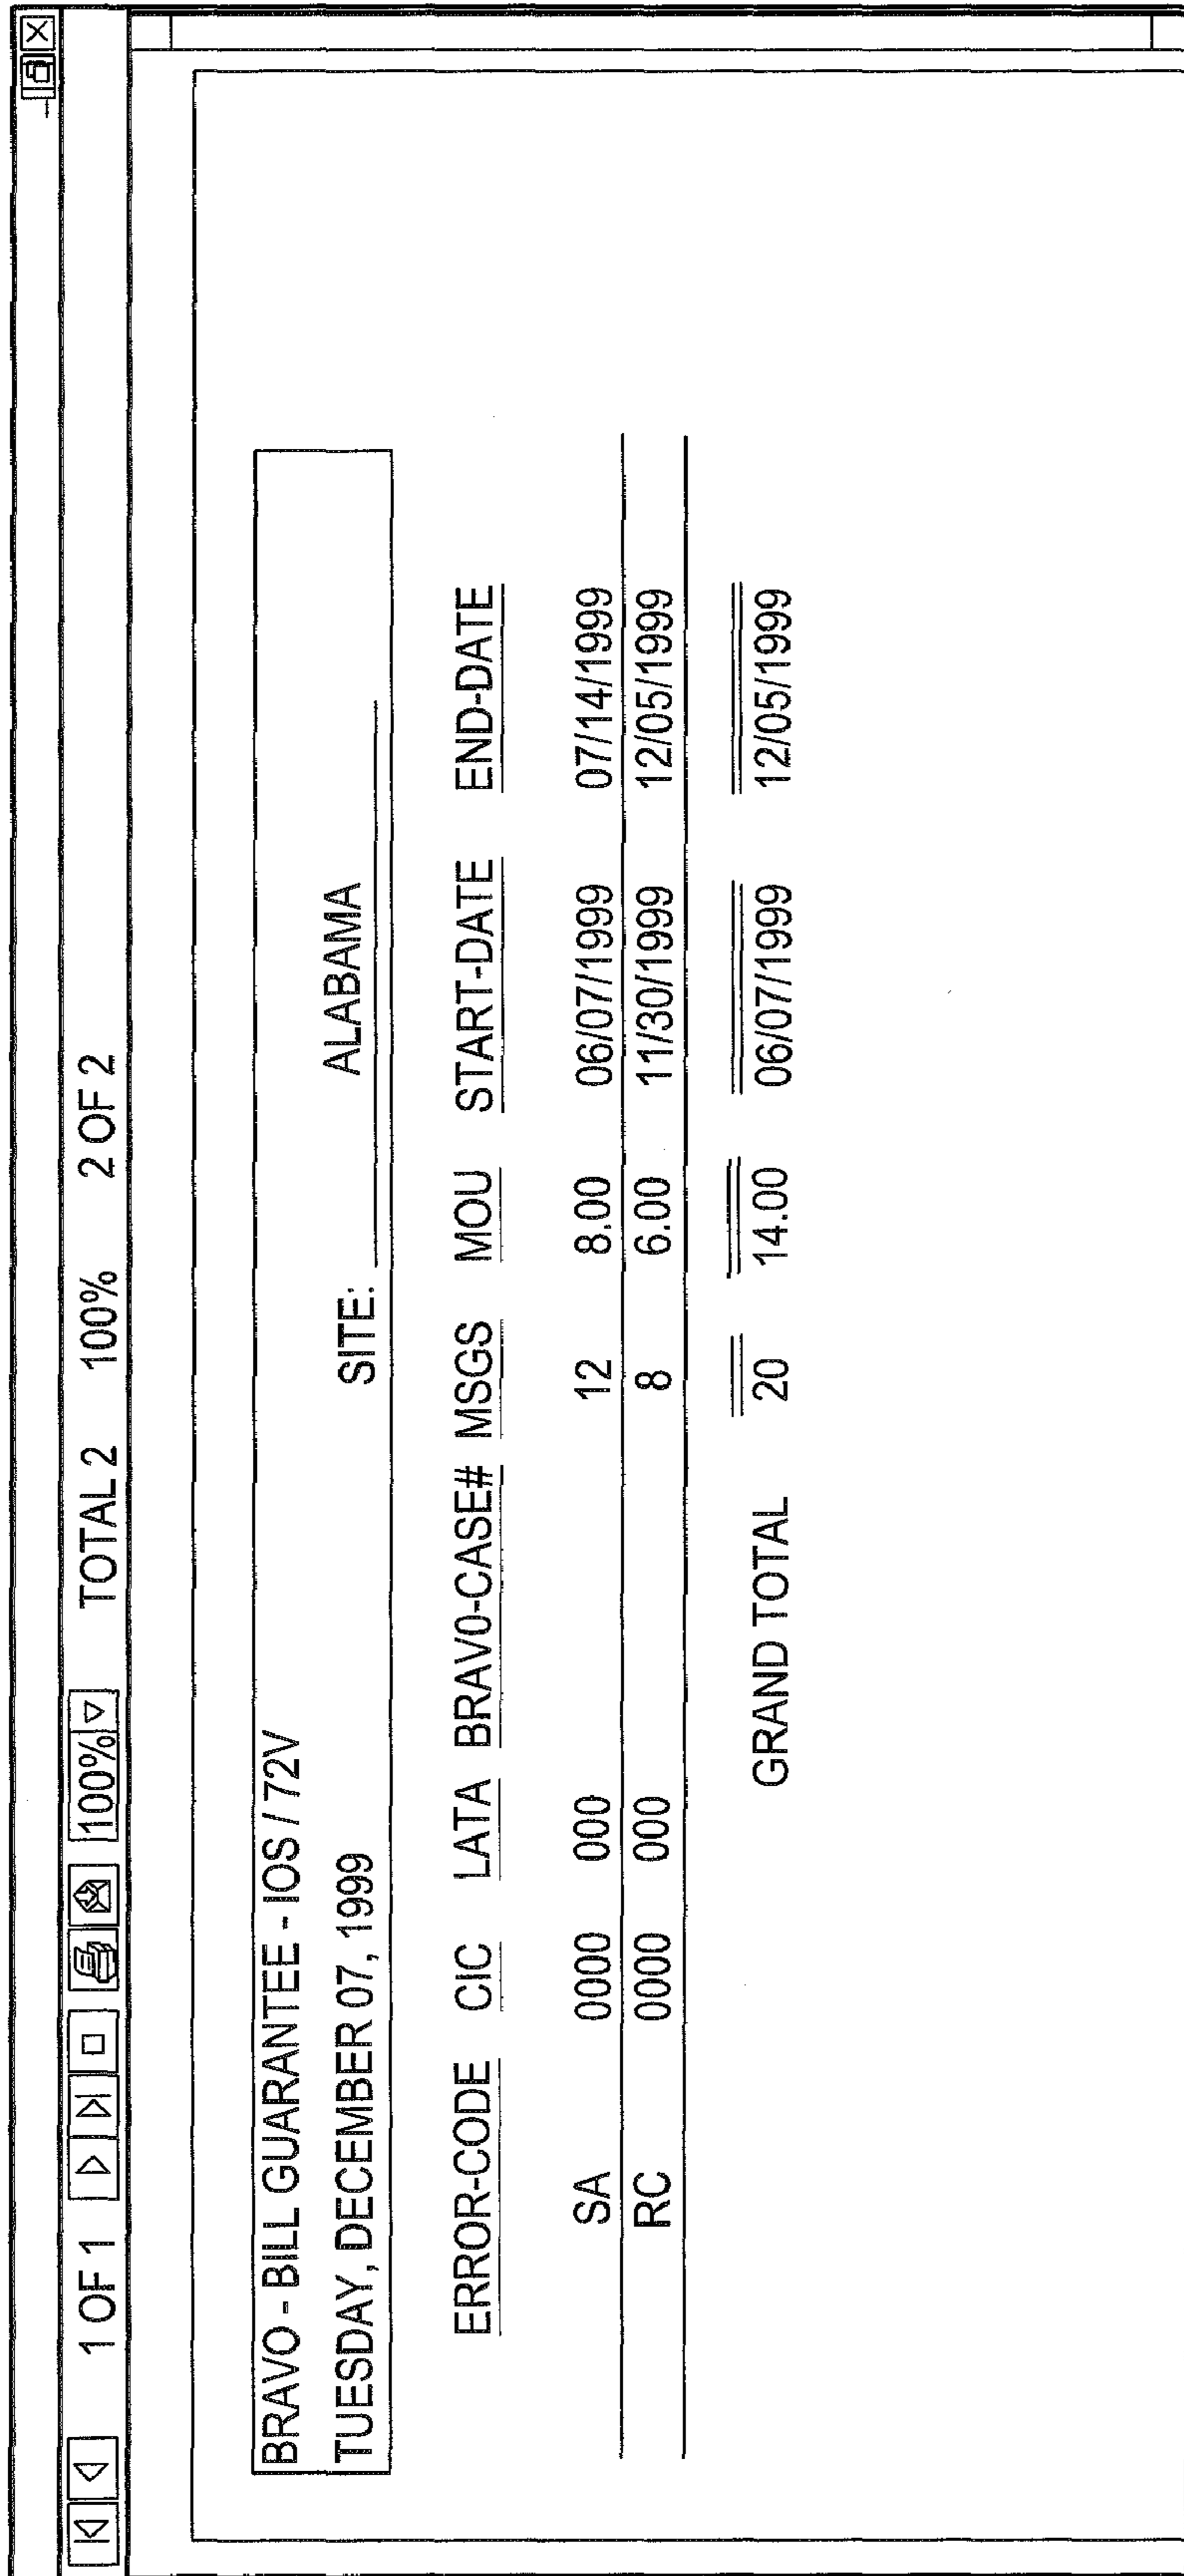 1 OF 1 100% TOTAL 2 100% 2 OF 2
BRAVO - BILL GUARANTEE - IOS / 72V
TUESDAY, DECEMBER 07, 1999 SITE: ALABAMA
ERROR-CODE CIC LATA BRAV0-CASE# MSGS MOU START-DATE END-DATE
SA 0000 000 12 8.00 06/07/1999 07/14/1999
RC 0000 000 8 6.00 11/30/1999 12/05/1999
GRAND TOTAL 20 14.00 06/07/1999 12/05/1999